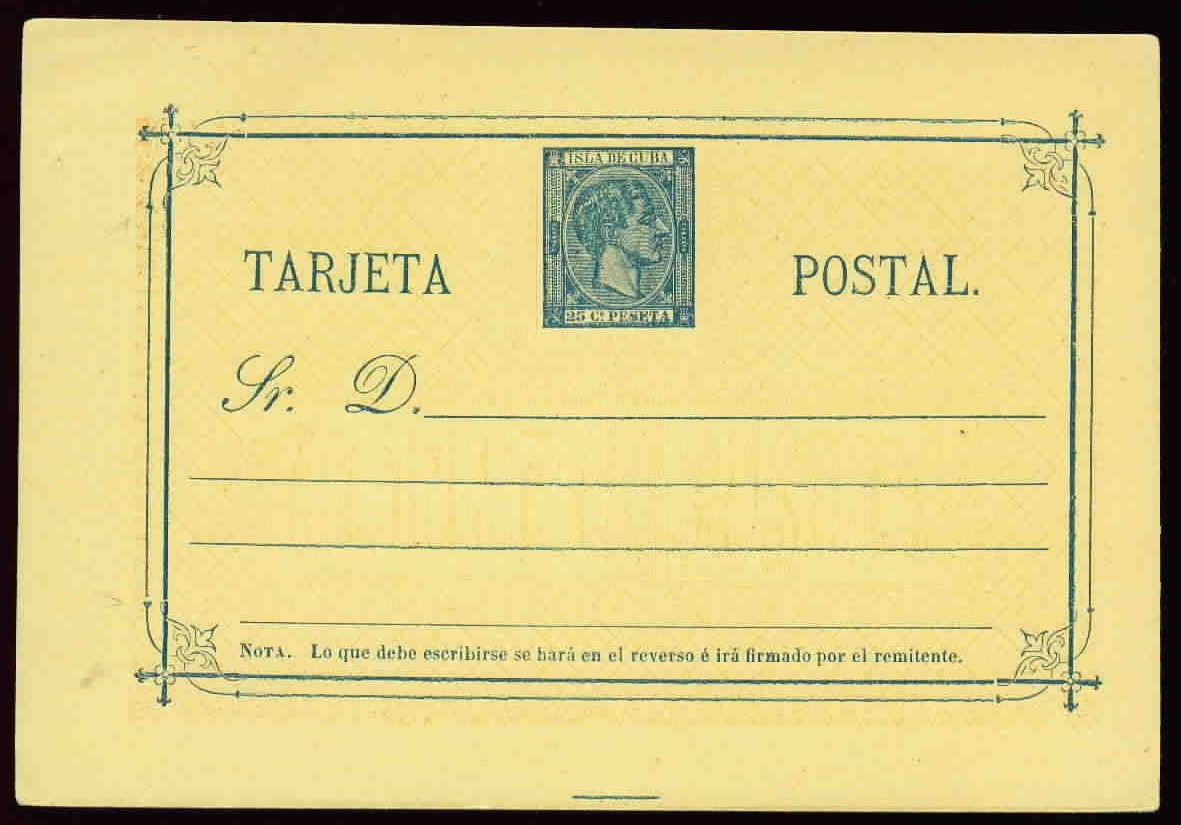 ISLA DE CUBA
25 Cs PESETA
TARJETA POSTAL.
Sr. D.
NOTA. Lo que debe escribirse se hará en el reverso é irá firmado por el remitente.